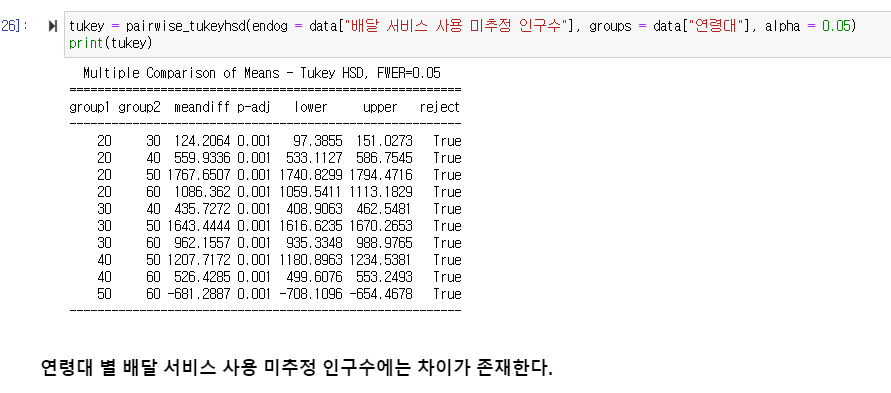 26]: tukey = pairwise_tukeyhsd(endog = data["배달 서비스 사용 미추정 인구수"], groups = data["연령대"], alpha = 0.05)
print(tukey)
Multiple Comparison of Means - Tukey HSD, FWER=0.05
=====================================================
group1 group2 meandiff p-adj lower upper reject
-----------------------------------------------------
20 30 124.2064 0.001 97.3855 151.0273 True
20 40 559.9336 0.001 533.1127 586.7545 True
20 50 1767.6507 0.001 1740.8299 1794.4716 True
20 60 1086.362 0.001 1059.5411 1113.1829 True
30 40 435.7272 0.001 408.9063 462.5481 True
30 50 1643.4444 0.001 1616.6235 1670.2653 True
30 60 962.1557 0.001 935.3348 988.9765 True
40 50 1207.7172 0.001 1180.8963 1234.5381 True
40 60 526.4285 0.001 499.6076 553.2493 True
50 60 -681.2887 0.001 -708.1096 -654.4678 True
-----------------------------------------------------
연령대 별 배달 서비스 사용 미추정 인구수에는 차이가 존재한다.